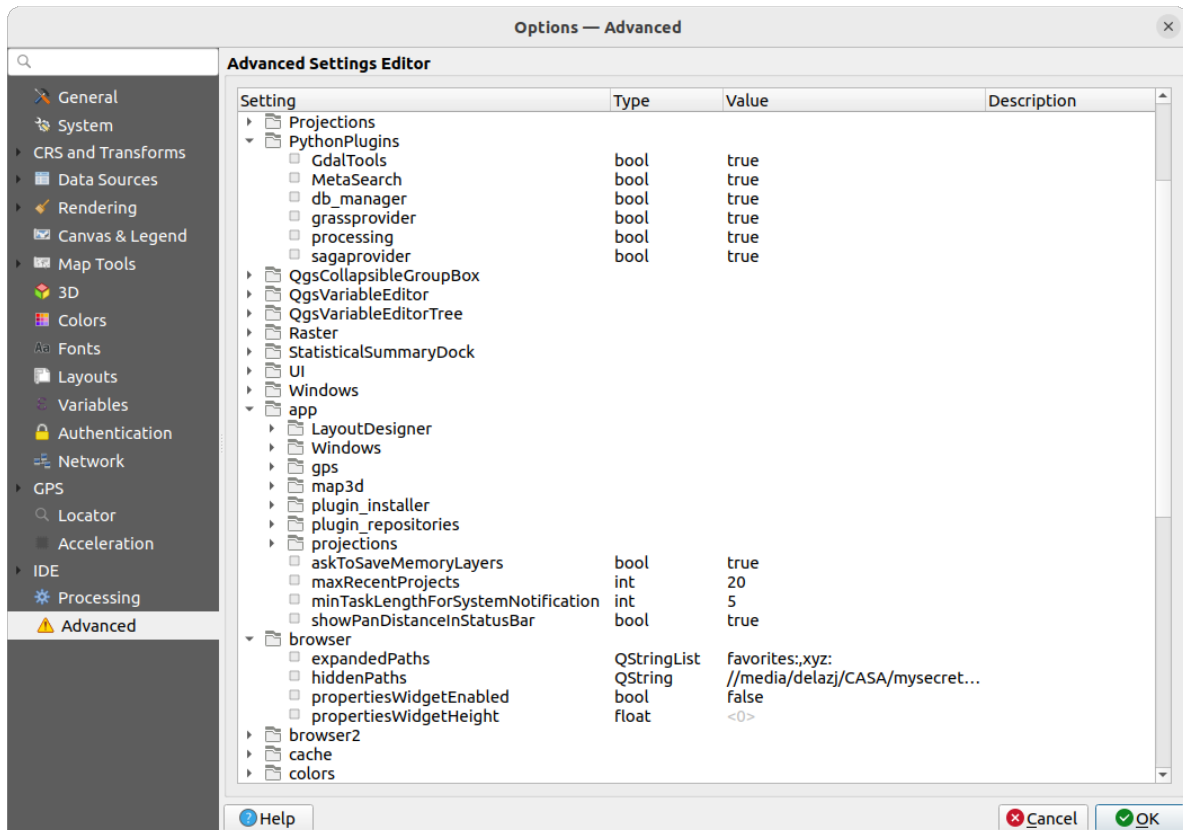 Options — Advanced
General
System
CRS and Transforms
Data Sources
Rendering
Canvas & Legend
Map Tools
3D
Colors
Aa Fonts
Layouts
ε Variables
Authentication
Network
GPS
Locator
Acceleration
IDE
Processing
Advanced
Advanced Settings Editor
Setting Type Value Description
Projections
PythonPlugins
GdalTools bool true
MetaSearch bool true
db_manager bool true
grassprovider bool true
processing bool true
sagaprovider bool true
QgsCollapsibleGroupBox
QgsVariableEditor
QgsVariableEditorTree
Raster
StatisticalSummaryDock
UI
Windows
app
LayoutDesigner
Windows
gps
map3d
plugin_installer
plugin_repositories
projections
askToSaveMemoryLayers bool true
maxRecentProjects int 20
minTaskLengthForSystemNotification int 5
showPanDistanceInStatusBar bool true
browser
expandedPaths QStringList favorites:,xyz:
hiddenPaths QString //media/delazj/CASA/mysecret...
propertiesWidgetEnabled bool false
propertiesWidgetHeight float <0>
browser2
cache
colors
? Help
Cancel
OK